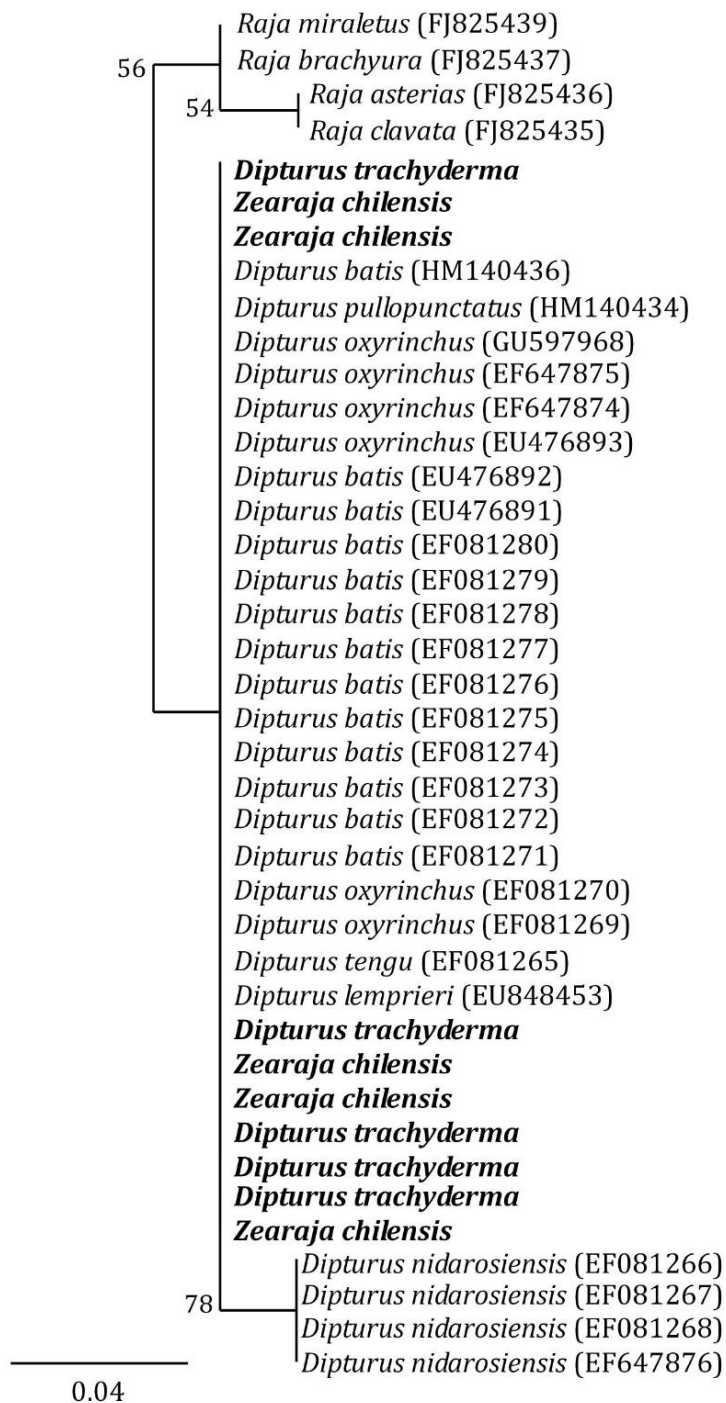 Raja miraletus (FJ825439)
56
Raja brachyura (FJ825437)
Raja asterias (FJ825436)
54
Raja clavata (FJ825435)
Dipturus trachyderma
Zearaja chilensis
Zearaja chilensis
Dipturus batis (HM140436)
Dipturus pullopunctatus (HM140434)
Dipturus oxyrinchus (GU597968)
Dipturus oxyrinchus (EF647875)
Dipturus oxyrinchus (EF647874)
Dipturus oxyrinchus (EU476893)
Dipturus batis (EU476892)
Dipturus batis (EU476891)
Dipturus batis (EF081280)
Dipturus batis (EF081279)
Dipturus batis (EF081278)
Dipturus batis (EF081277)
Dipturus batis (EF081276)
Dipturus batis (EF081275)
Dipturus batis (EF081274)
Dipturus batis (EF081273)
Dipturus batis (EF081272)
Dipturus batis (EF081271)
Dipturus oxyrinchus (EF081270)
Dipturus oxyrinchus (EF081269)
Dipturus tengu (EF081265)
Dipturus lemprieri (EU848453)
Dipturus trachyderma
Zearaja chilensis
Zearaja chilensis
Dipturus trachyderma
Dipturus trachyderma
Dipturus trachyderma
Zearaja chilensis
Dipturus nidarosiensis (EF081266)
Dipturus nidarosiensis (EF081267)
78
Dipturus nidarosiensis (EF081268)
Dipturus nidarosiensis (EF647876)
0.04